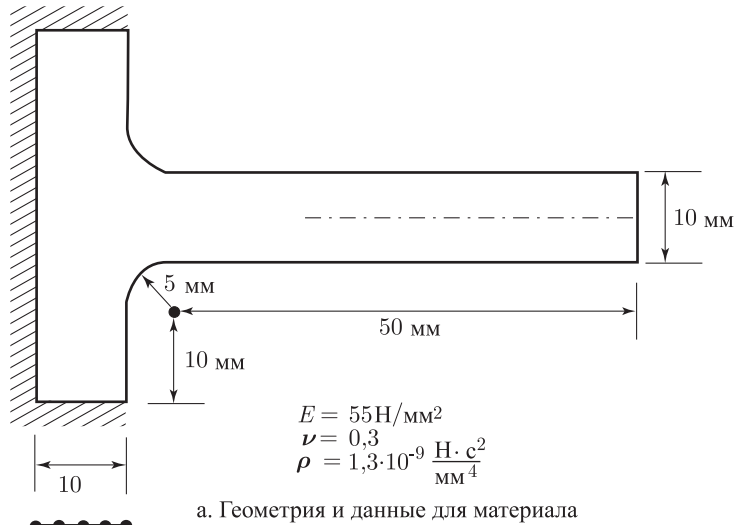 10 мм
5 мм
50 мм
10 мм
E = 55Н/мм²
ν = 0,3
ρ = 1,3·10⁻⁹ Н·с²/мм⁴
10
а. Геометрия и данные для материала